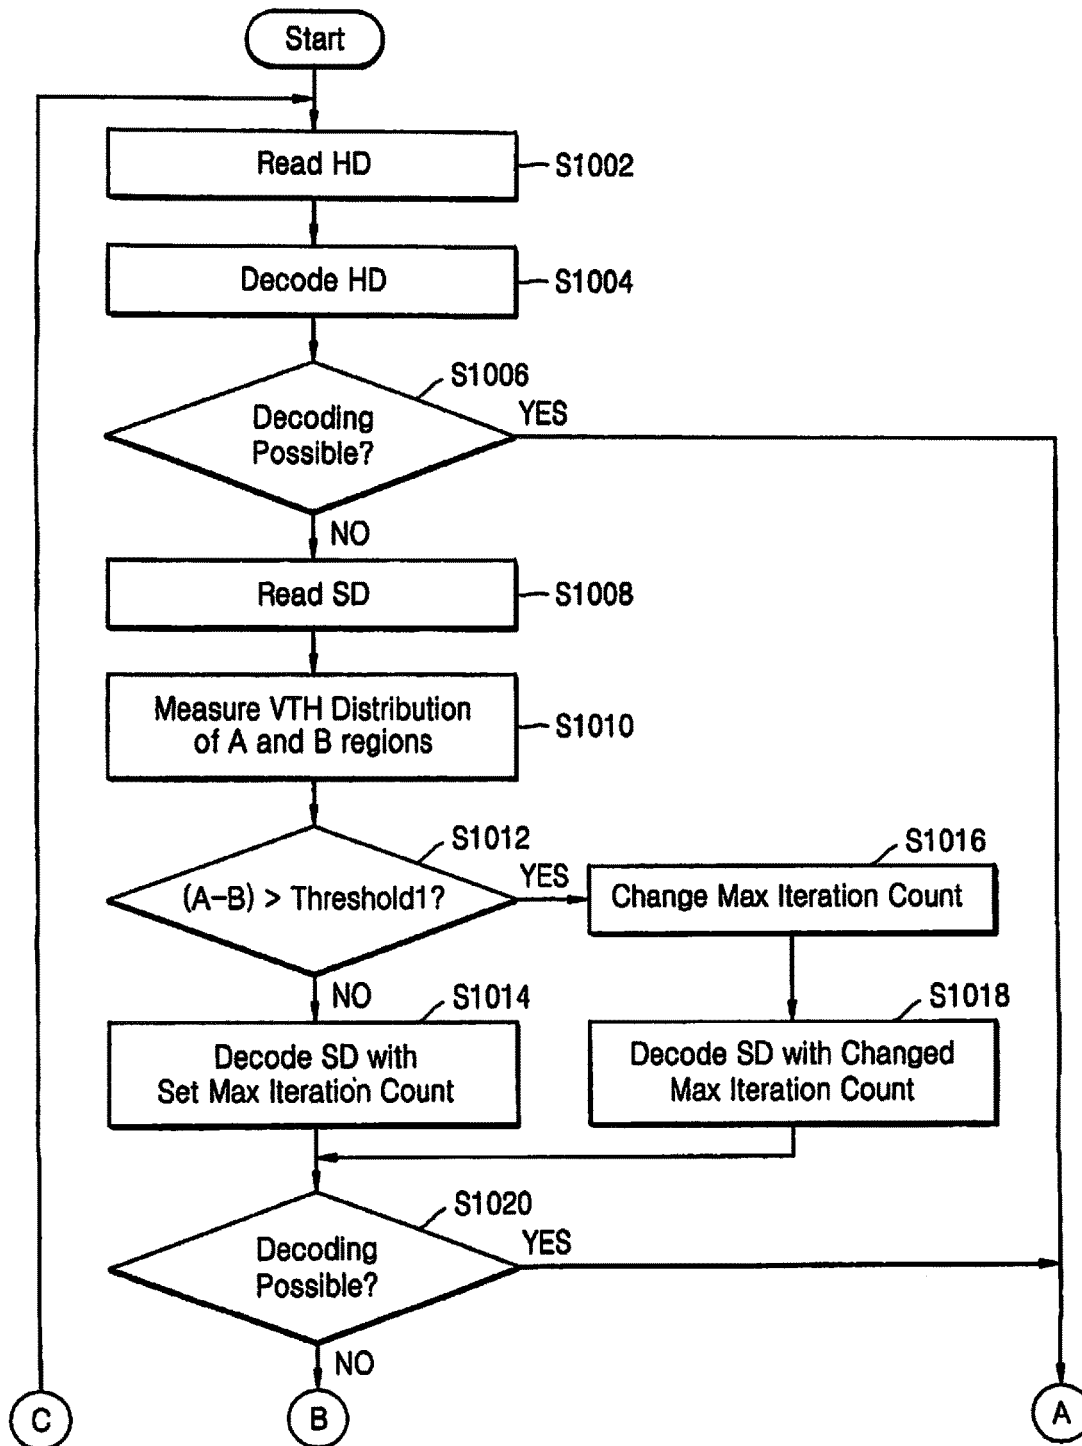 Start
Read HD
S1002
Decode HD
S1004
S1006
Decoding
Possible?
YES
NO
Read SD
S1008
Measure VTH Distribution
of A and B regions
S1010
S1012
(A-B) > Threshold1?
YES
S1016
Change Max Iteration Count
NO
S1014
Decode SD with
Set Max Iteration Count
S1018
Decode SD with Changed
Max Iteration Count
S1020
Decoding
Possible?
YES
NO
C
B
A